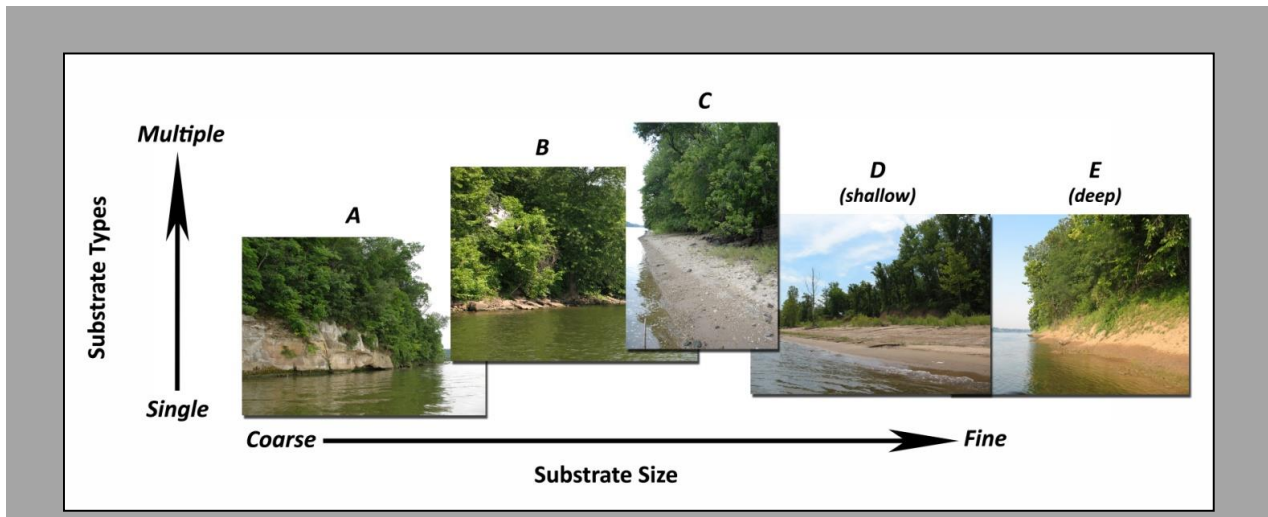 C
Multiple
B
D
(shallow)
E
(deep)
A
Substrate Types
Single
Coarse
Fine
Substrate Size